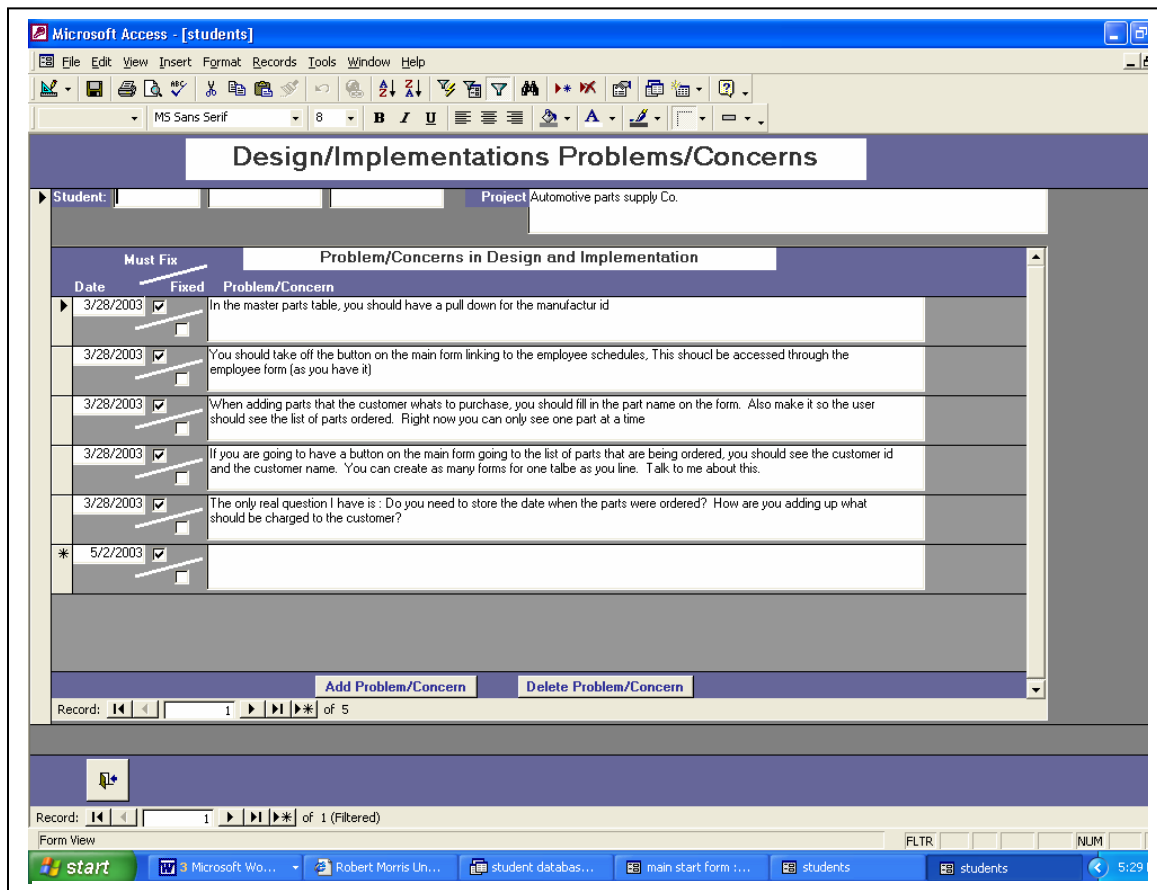 Microsoft Access - [students]
File Edit View Insert Format Records Tools Window Help
MS Sans Serif 8 B I U A
Design/Implementations Problems/Concerns
Student: Project Automotive parts supply Co.
Must Fix Problem/Concerns in Design and Implementation
Date Fixed Problem/Concern
3/28/2003 In the master parts table, you should have a pull down for the manufactur id
3/28/2003 You should take off the button on the main form linking to the employee schedules, This shoucl be accessed through the
employee form (as you have it)
3/28/2003 When adding parts that the customer whats to purchase, you should fill in the part name on the form. Also make it so the user
should see the list of parts ordered. Right now you can only see one part at a time
3/28/2003 If you are going to have a button on the main form going to the list of parts that are being ordered, you should see the customer id
and the customer name. You can create as many forms for one talbe as you line. Talk to me about this.
3/28/2003 The only real question I have is : Do you need to store the date when the parts were ordered? How are you adding up what
should be charged to the customer?
5/2/2003
Add Problem/Concern Delete Problem/Concern
Record: 1 of 5
Record: 1 of 1 (Filtered)
Form View FLTR NUM
start 3 Microsoft Wo... Robert Morris Un... student databas... main start form :... students students 5:29